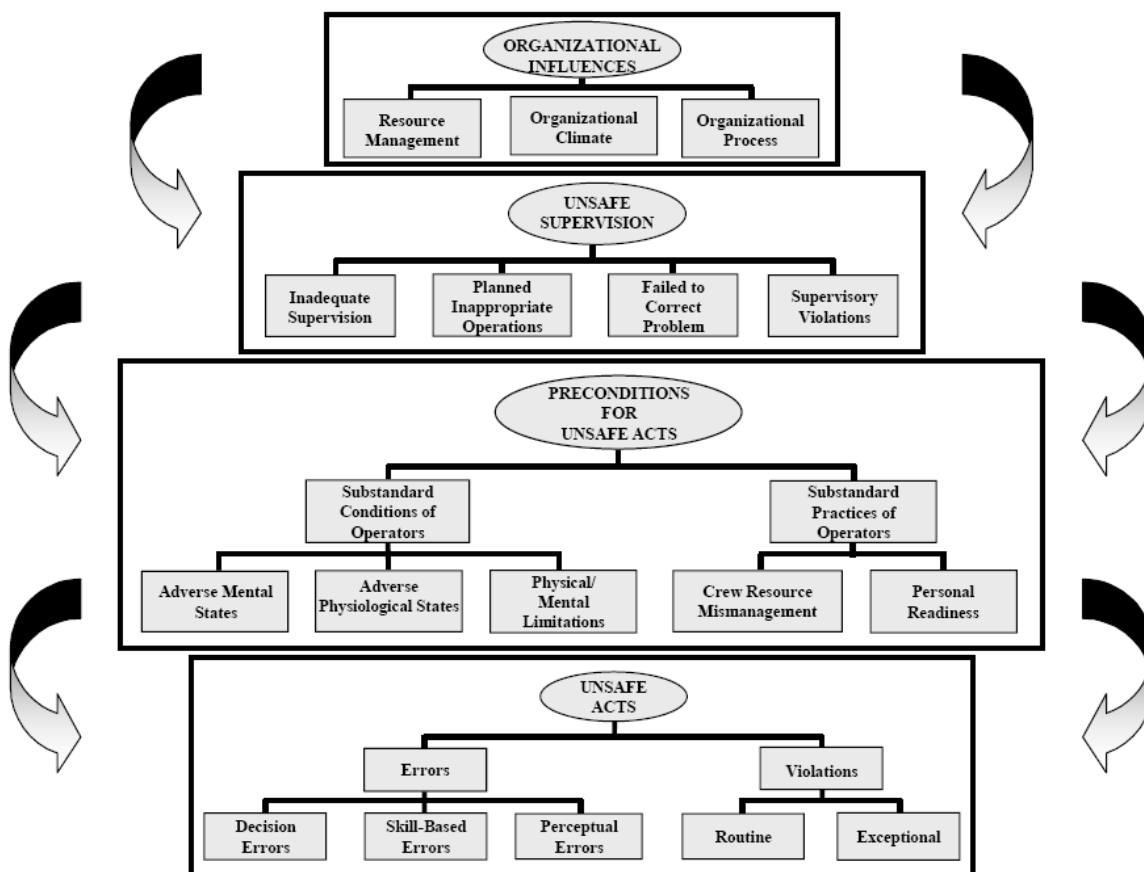 ORGANIZATIONAL
INFLUENCES
Resource
Management
Organizational
Climate
Organizational
Process
UNSAFE
SUPERVISION
Inadequate
Supervision
Planned
Inappropriate
Operations
Failed to
Correct
Problem
Supervisory
Violations
PRECONDITIONS
FOR
UNSAFE ACTS
Substandard
Conditions of
Operators
Substandard
Practices of
Operators
Adverse Mental
States
Adverse
Physiological States
Physical/
Mental
Limitations
Crew Resource
Mismanagement
Personal
Readiness
UNSAFE
ACTS
Errors
Violations
Decision
Errors
Skill-Based
Errors
Perceptual
Errors
Routine
Exceptional